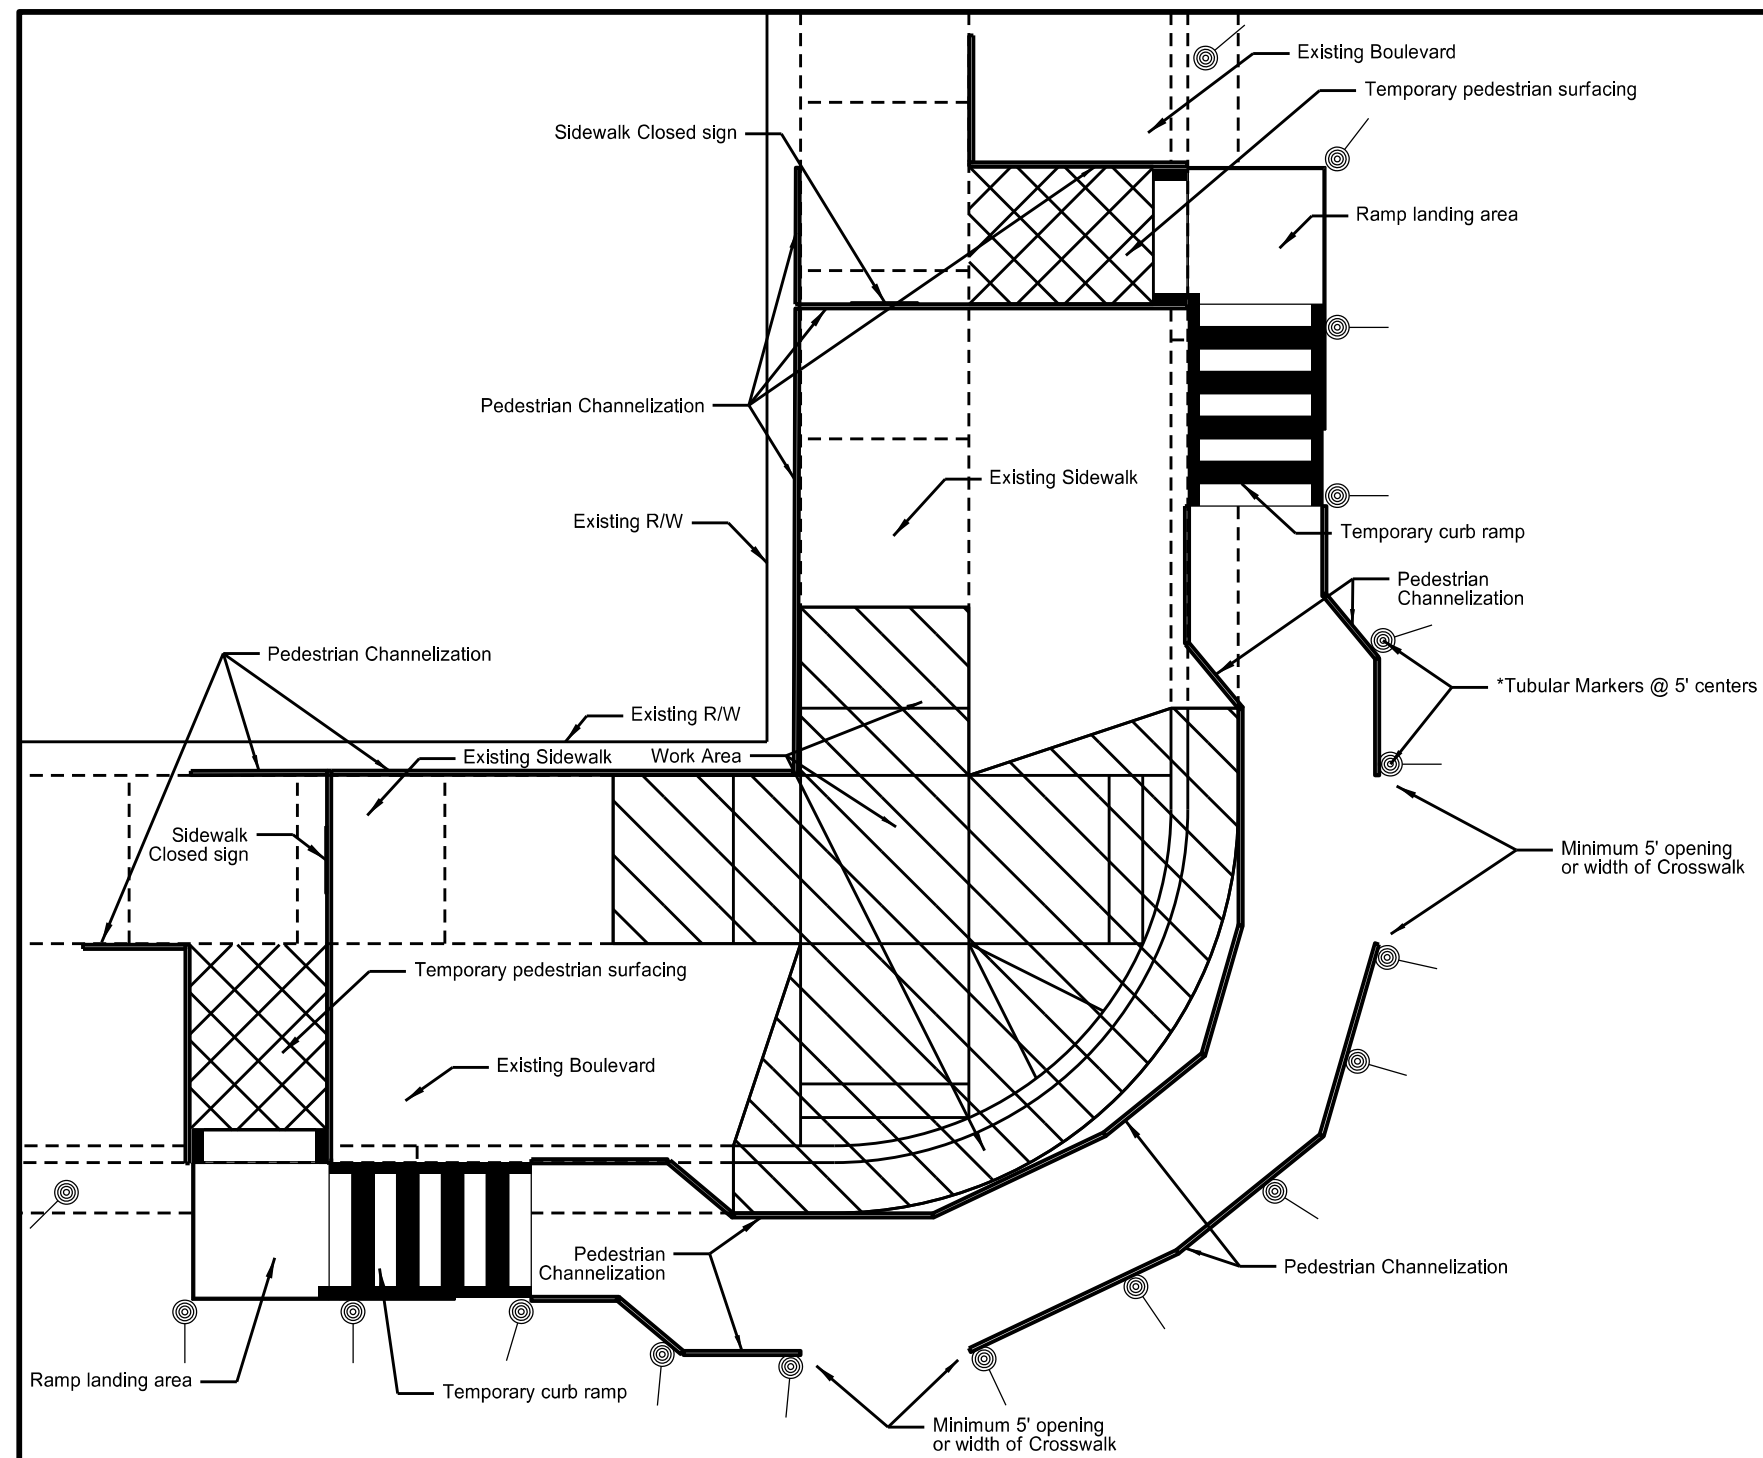 Existing Boulevard
Temporary pedestrian surfacing
Sidewalk Closed sign
Ramp landing area
Pedestrian Channelization
Existing Sidewalk
Existing R/W
Temporary curb ramp
Pedestrian
Channelization
Pedestrian Channelization
*Tubular Markers @ 5' centers
Existing R/W
Existing Sidewalk
Work Area
Sidewalk
Closed sign
Minimum 5' opening
or width of Crosswalk
Temporary pedestrian surfacing
Existing Boulevard
Pedestrian
Channelization
Pedestrian Channelization
Ramp landing area
Temporary curb ramp
Minimum 5' opening
or width of Crosswalk